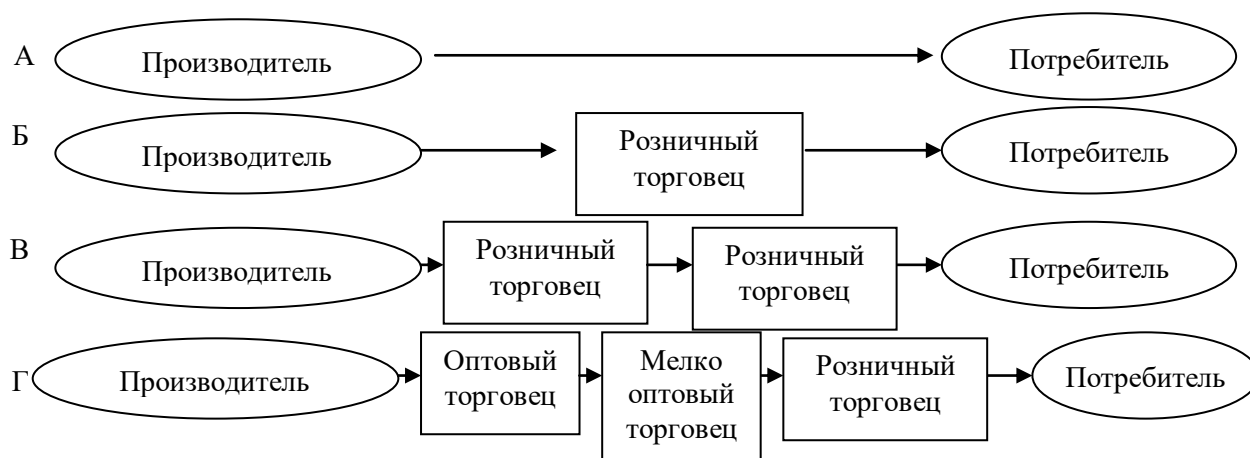 А
Производитель
Потребитель
Б
Производитель
Розничный
торговец
Потребитель
В
Производитель
Розничный
торговец
Розничный
торговец
Потребитель
Г
Производитель
Оптовый
торговец
Мелко
оптовый
торговец
Розничный
торговец
Потребитель